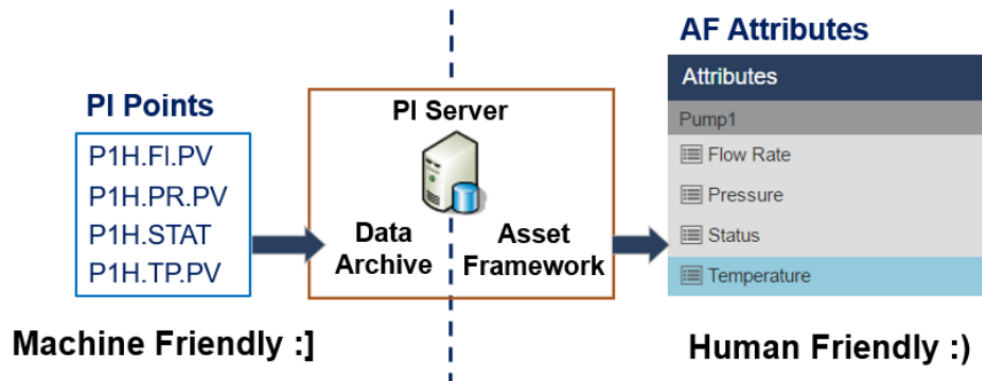 PI Points
P1H.FI.PV
P1H.PR.PV
P1H.STAT
P1H.TP.PV
Machine Friendly :]
PI Server
Data
Archive
Asset
Framework
AF Attributes
Attributes
Pump1
Flow Rate
Pressure
Status
Temperature
Human Friendly :)